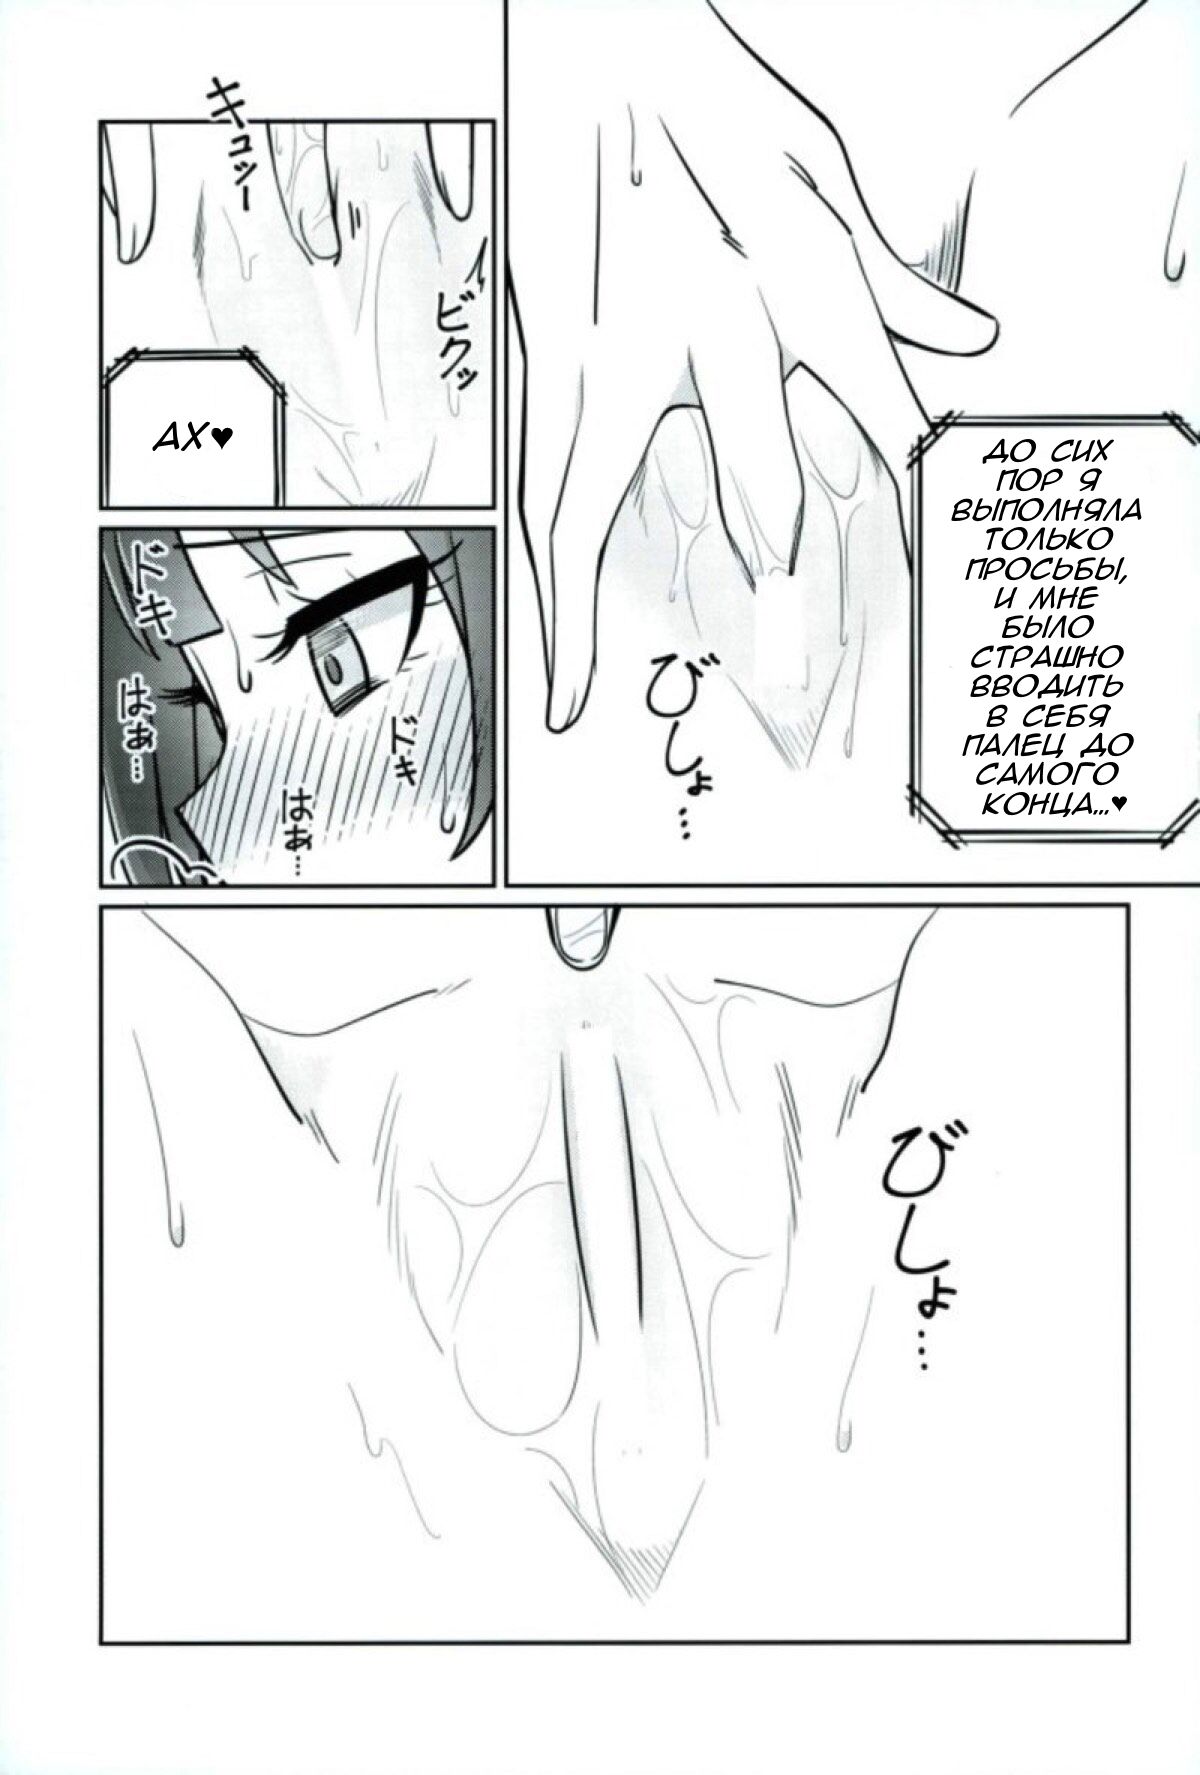 ДО СИХ
ПОР Я
ВЫПОЛНЯЛА
ТОЛЬКО
ПРОСЬБЫ,
И МНЕ
БЫЛО
СТРАШНО
ВВОДИТЬ
В СЕБЯ
ПАЛЕЦ ДО
САМОГО
КОНЦА...♥
びしょ…
キュッー
ビクッ
АХ♥
ドキ
はぁ…
ドキ
はぁ…
びしょ…